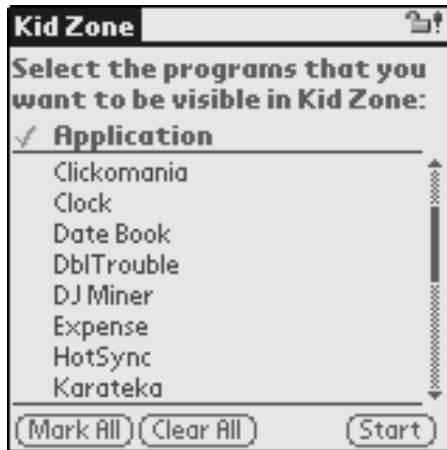 Kid Zone
Select the programs that you
want to be visible in Kid Zone:
Application
Clickomania
Clock
Date Book
DblTrouble
DJ Miner
Expense
HotSync
Karateka
Mark All Clear All Start